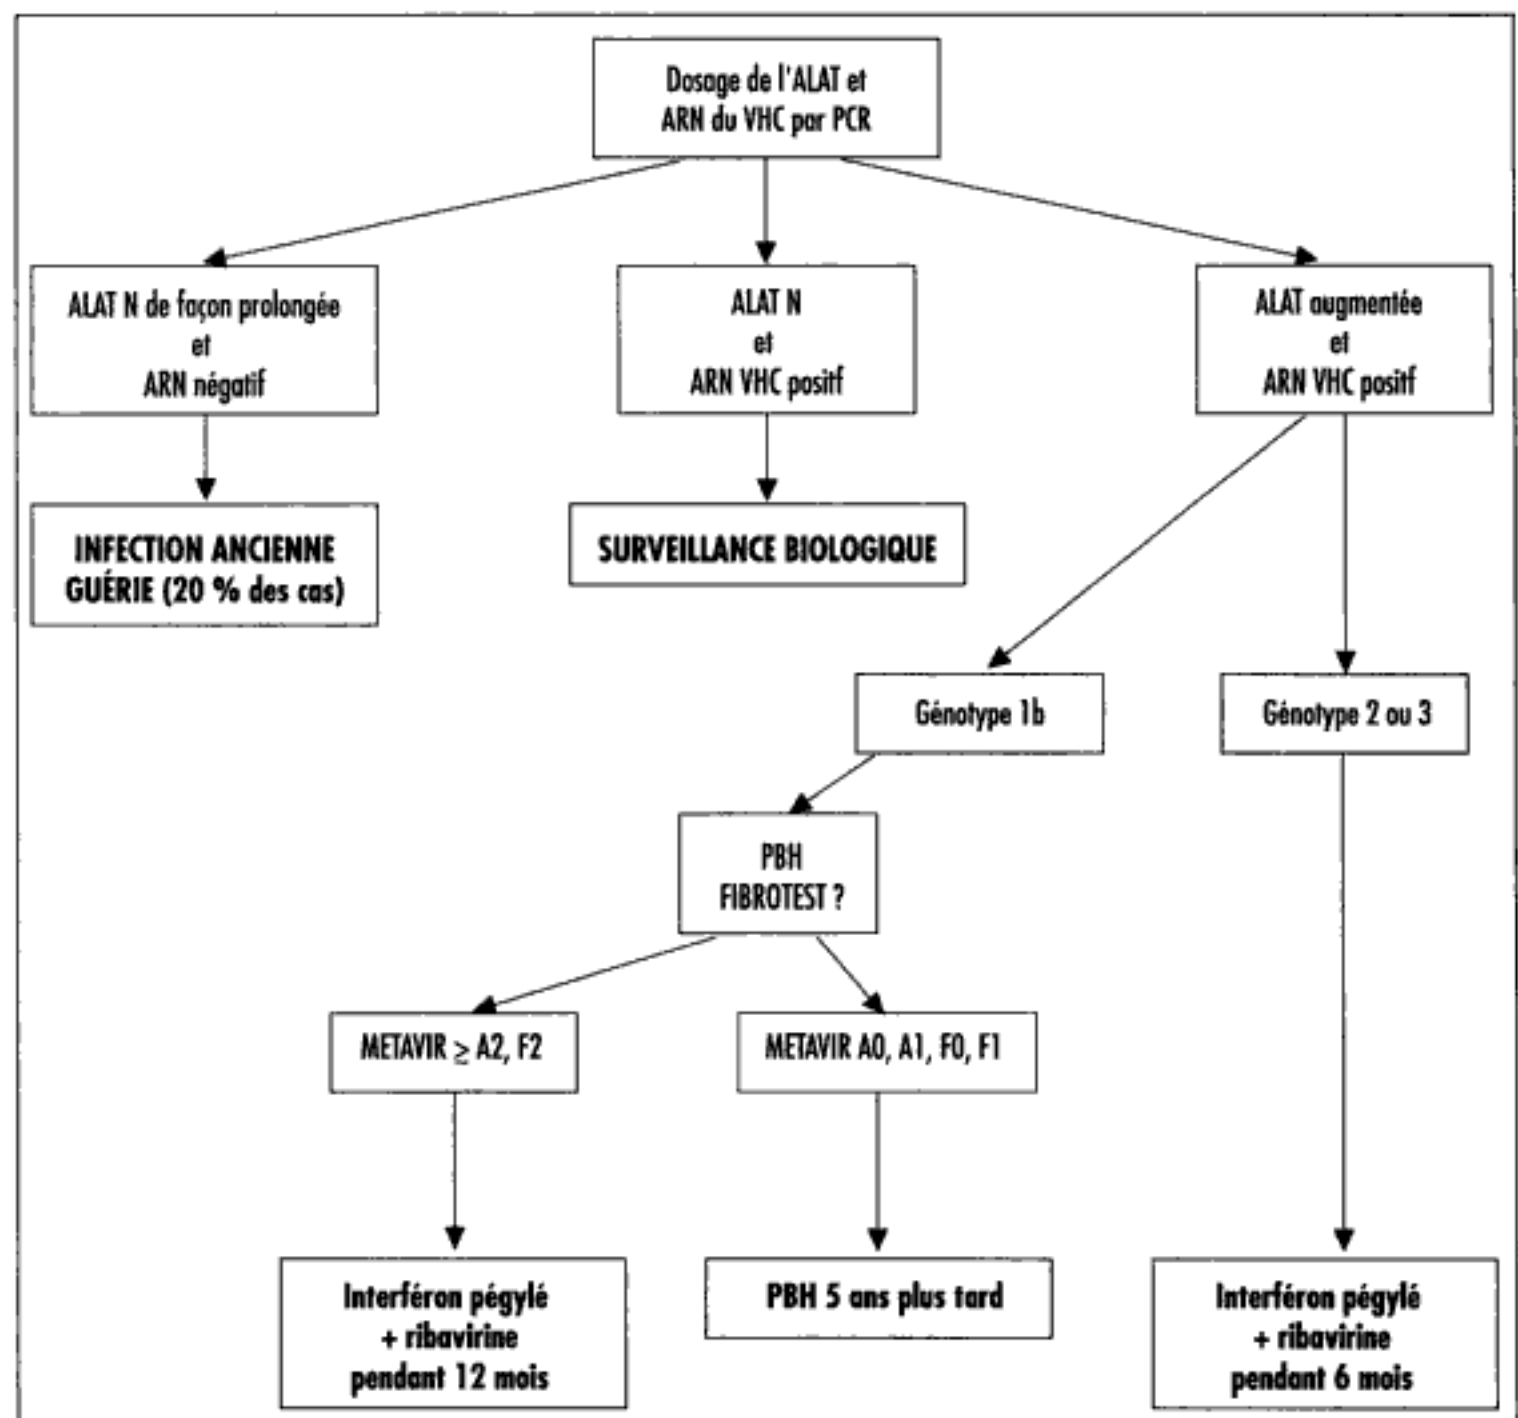 Dosage de l'ALAT et
ARN du VHC par PCR
ALAT N de façon prolongée
et
ARN négatif
ALAT N
et
ARN VHC positf
ALAT augmentée
et
ARN VHC positf
INFECTION ANCIENNE
GUÉRIE (20 % des cas)
SURVEILLANCE BIOLOGIQUE
Génotype 1b
Génotype 2 ou 3
PBH
FIBROTEST ?
METAVIR ≥ A2, F2
METAVIR A0, A1, F0, F1
Interféron pégylé
+ ribavirine
pendant 12 mois
PBH 5 ans plus tard
Interféron pégylé
+ ribavirine
pendant 6 mois